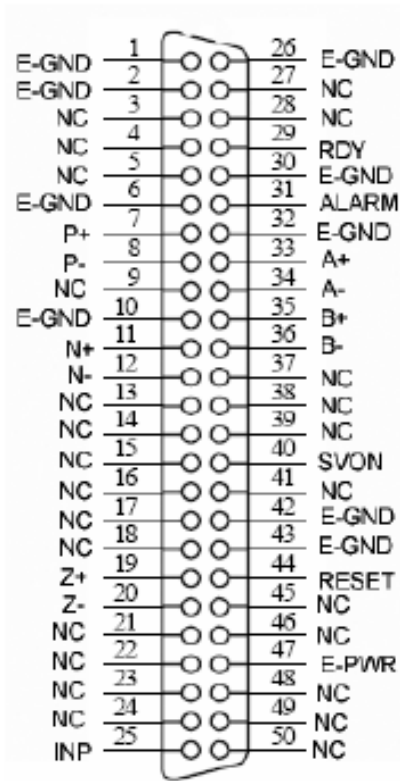 E-GND 1 26 E-GND
E-GND 2 27 NC
NC 3 28 NC
NC 4 29 RDY
NC 5 30 E-GND
E-GND 6 31 ALARM
P+ 7 32 E-GND
P- 8 33 A+
NC 9 34 A-
E-GND 10 35 B+
N+ 11 36 B-
N- 12 37 NC
NC 13 38 NC
NC 14 39 NC
NC 15 40 SVON
NC 16 41 NC
NC 17 42 E-GND
NC 18 43 E-GND
Z+ 19 44 RESET
Z- 20 45 NC
NC 21 46 NC
NC 22 47 E-PWR
NC 23 48 NC
NC 24 49 NC
INP 25 50 NC